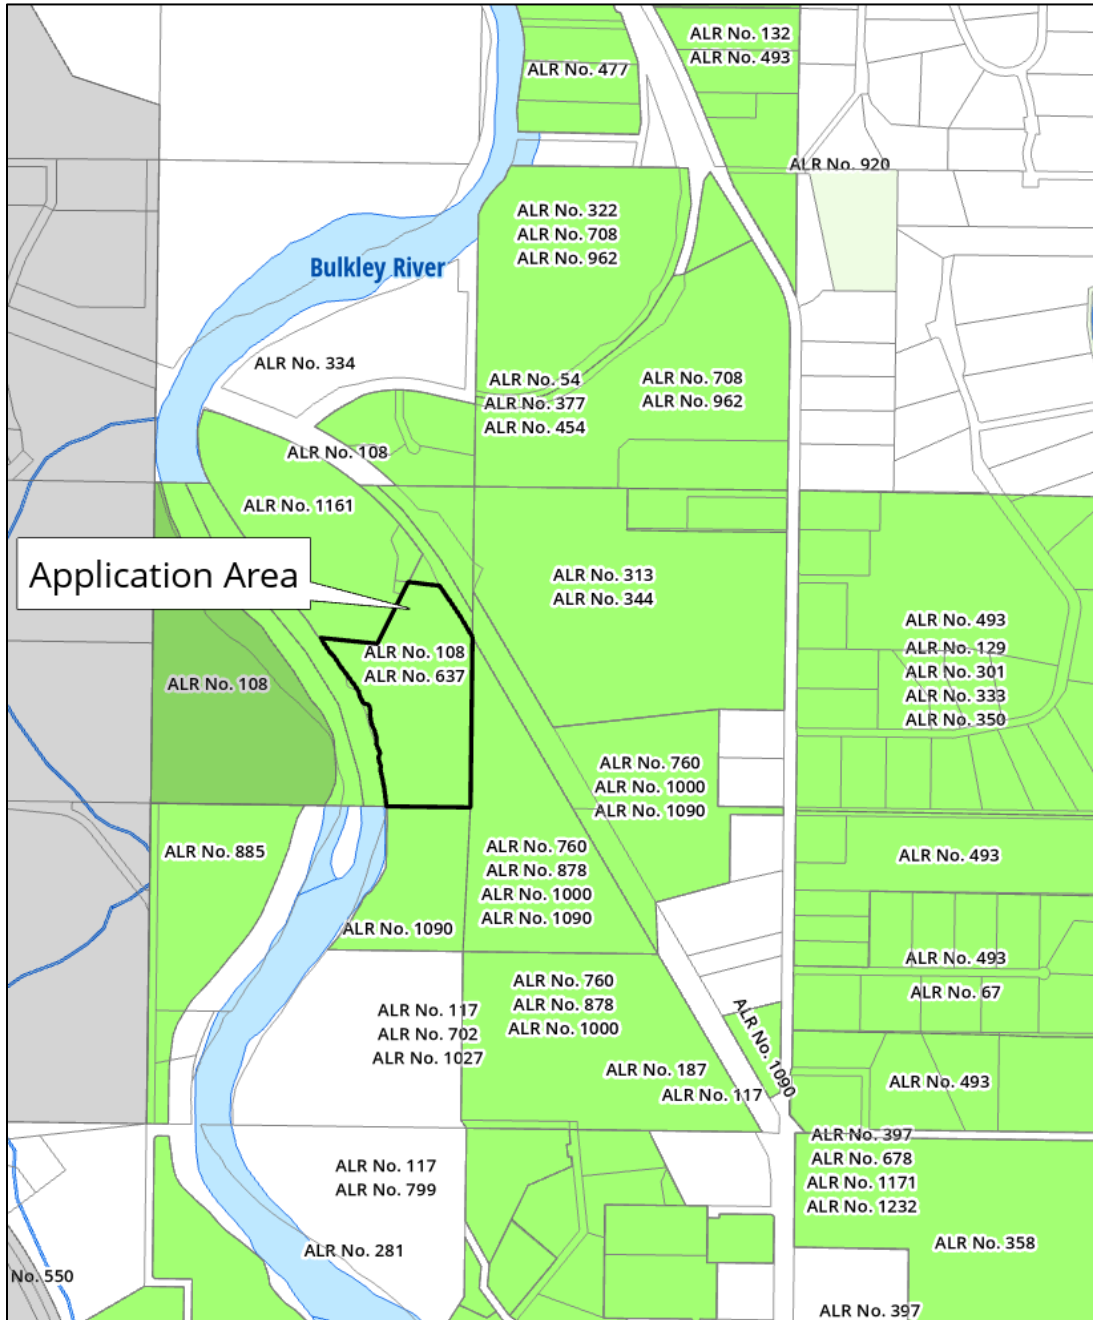 ALR No. 132
ALR No. 493
ALR No. 477
ALR No. 920
ALR No. 322
ALR No. 708
ALR No. 962
Bulkley River
ALR No. 334
ALR No. 54
ALR No. 377
ALR No. 454
ALR No. 708
ALR No. 962
ALR No. 108
ALR No. 1161
Application Area
ALR No. 313
ALR No. 344
ALR No. 108
ALR No. 637
ALR No. 108
ALR No. 493
ALR No. 129
ALR No. 301
ALR No. 333
ALR No. 350
ALR No. 760
ALR No. 1000
ALR No. 1090
ALR No. 885
ALR No. 760
ALR No. 878
ALR No. 1000
ALR No. 1090
ALR No. 493
ALR No. 1090
ALR No. 493
ALR No. 67
ALR No. 760
ALR No. 878
ALR No. 1000
ALR No. 117
ALR No. 702
ALR No. 1027
ALR No. 1090
ALR No. 187
ALR No. 117
ALR No. 493
ALR No. 397
ALR No. 678
ALR No. 1171
ALR No. 1232
ALR No. 117
ALR No. 799
ALR No. 281
ALR No. 358
No. 550
ALR No. 397